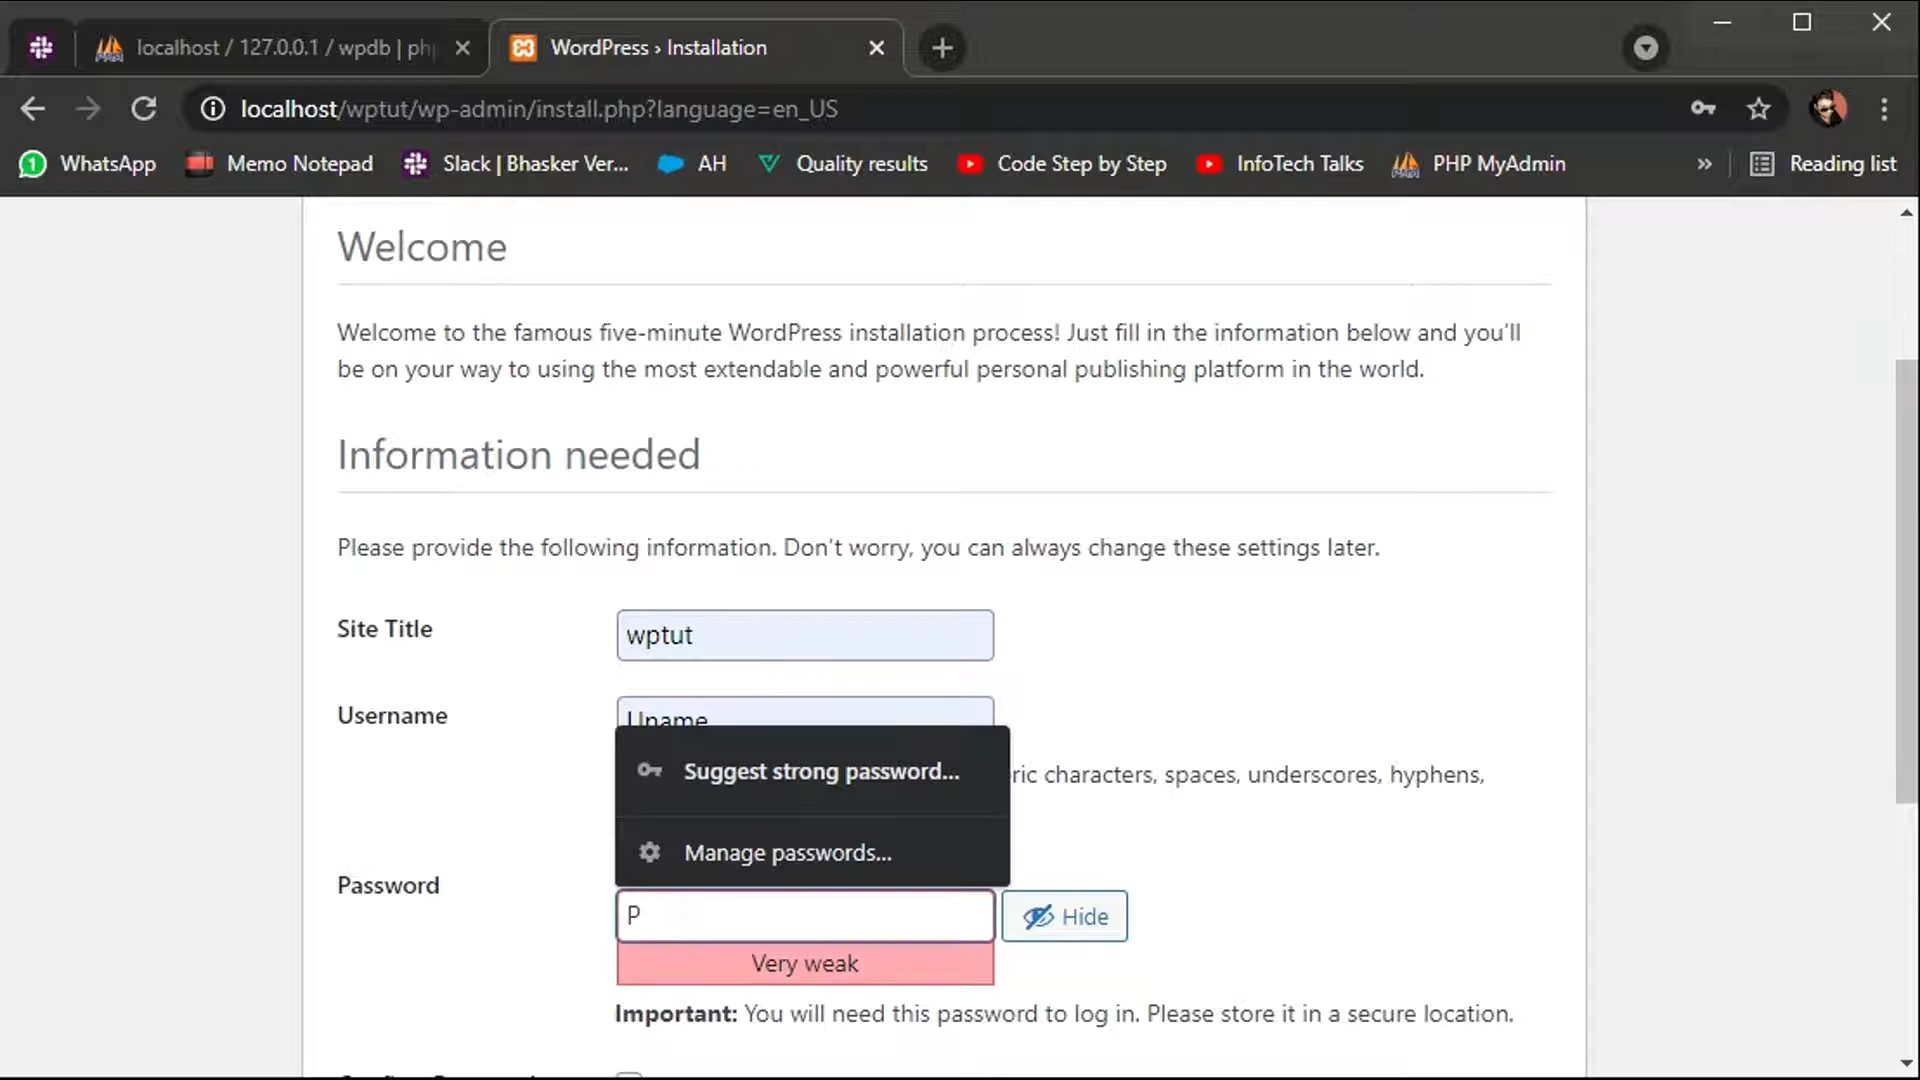 localhost / 127.0.0.1 / wpdb | ph
WordPress › Installation
localhost/wptut/wp-admin/install.php?language=en_US
1 WhatsApp Memo Notepad Slack | Bhasker Ver... AH Quality results Code Step by Step InfoTech Talks PHP MyAdmin » Reading list
Welcome
Welcome to the famous five-minute WordPress installation process! Just fill in the information below and you’ll
be on your way to using the most extendable and powerful personal publishing platform in the world.
Information needed
Please provide the following information. Don’t worry, you can always change these settings later.
Site Title wptut
Username Uname
Suggest strong password...
ric characters, spaces, underscores, hyphens,
Manage passwords...
Password
P Hide
Very weak
Important: You will need this password to log in. Please store it in a secure location.